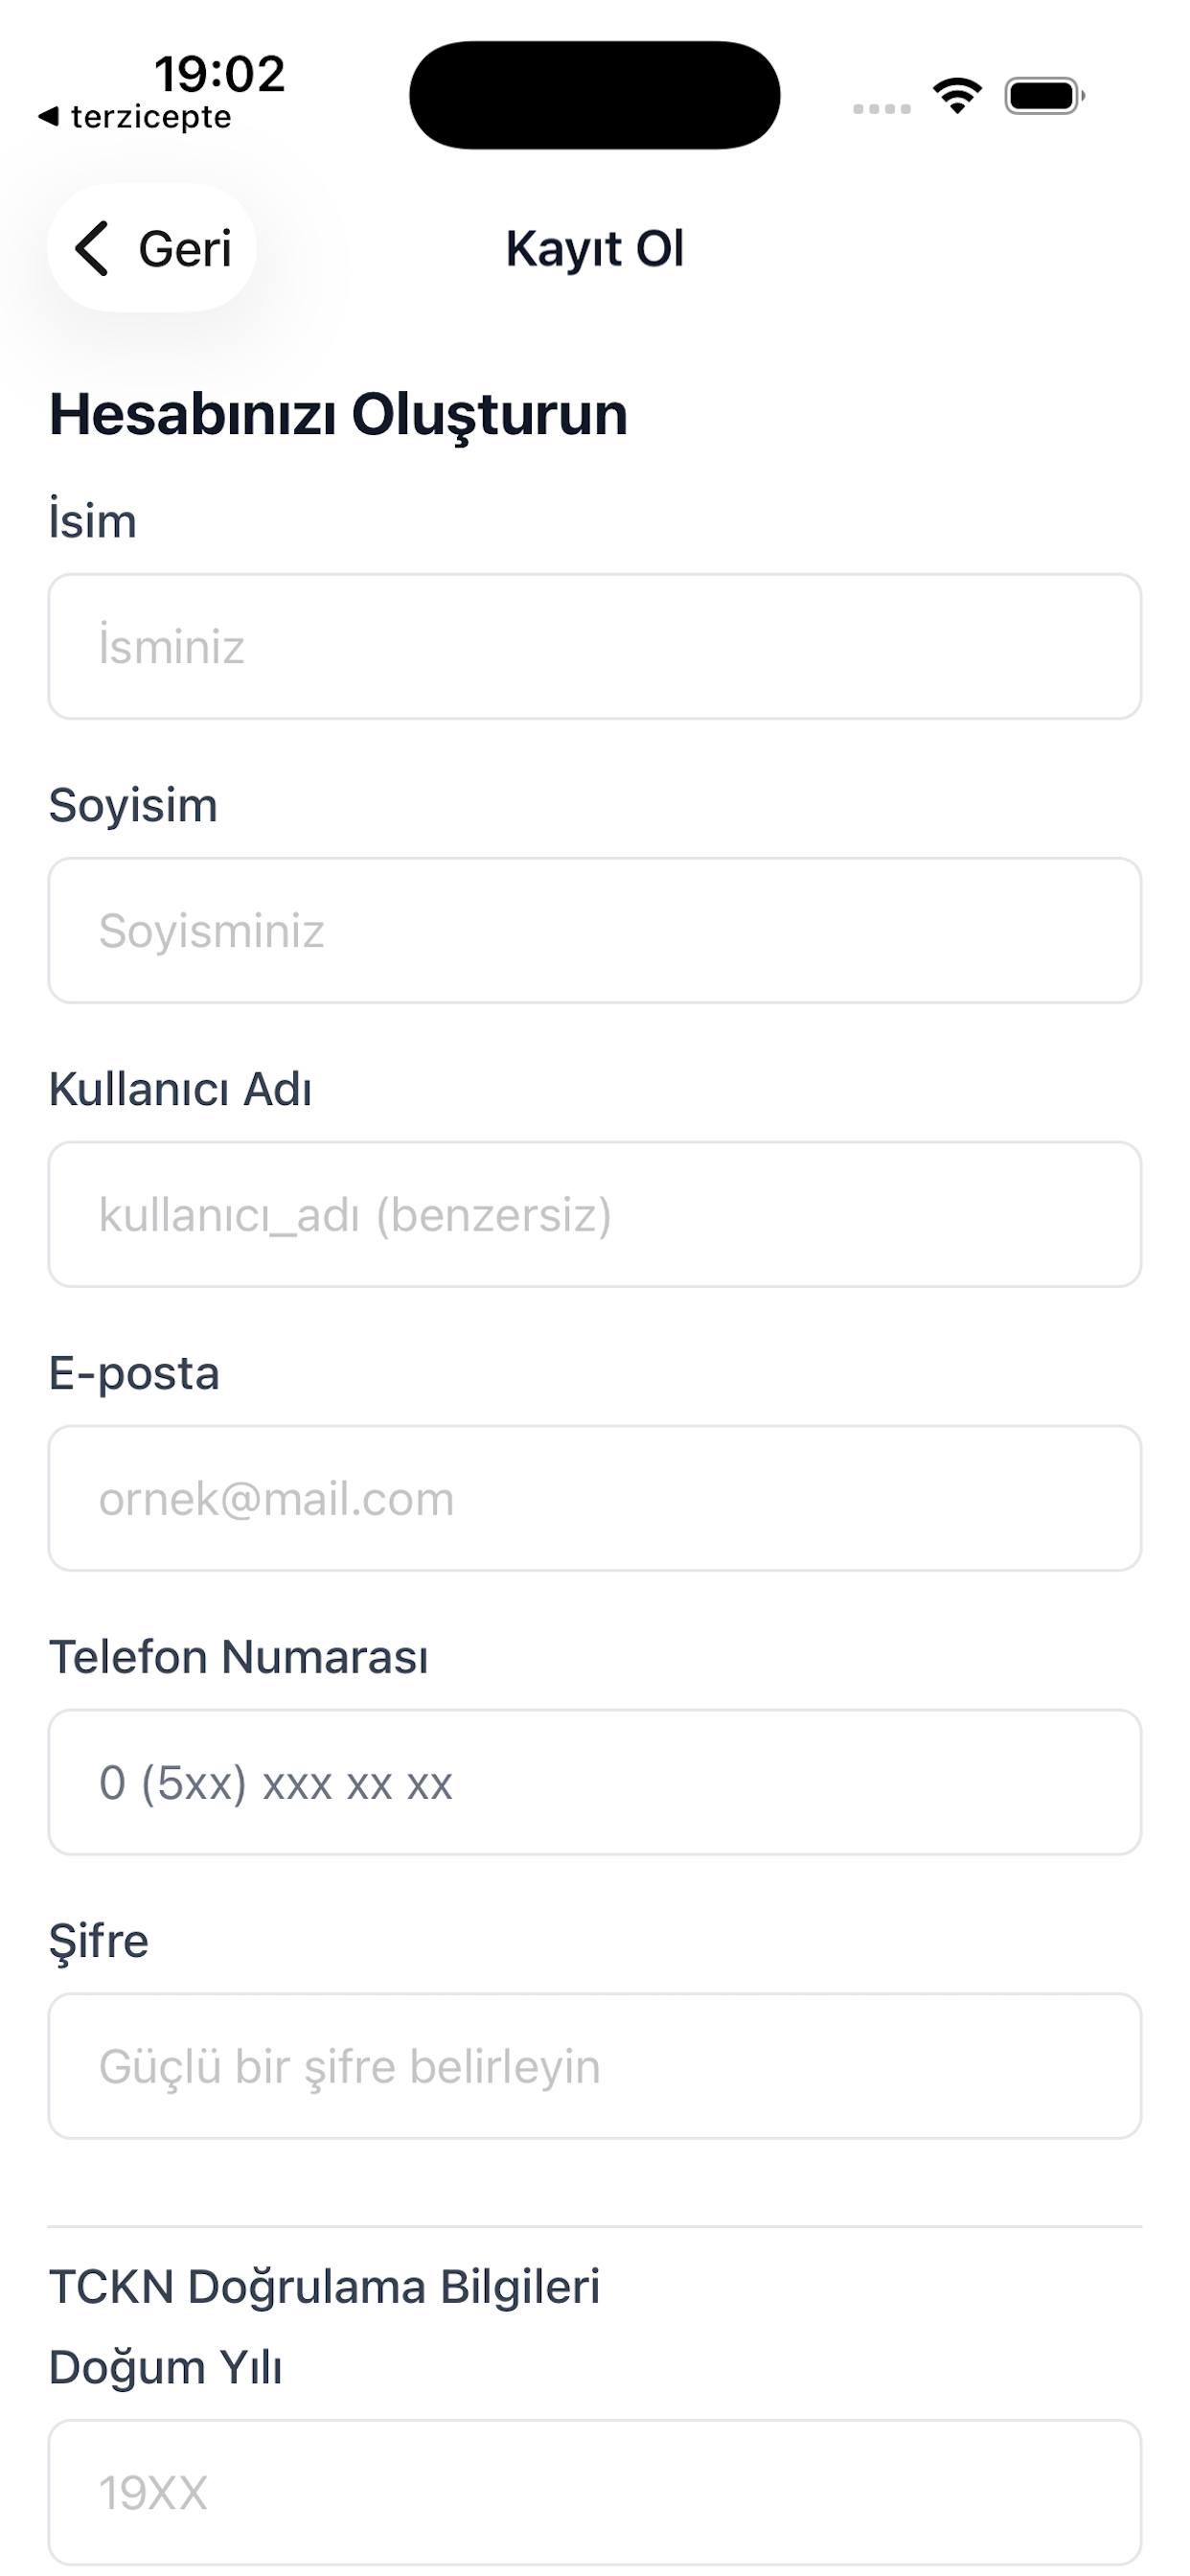 19:02
◀ terzicepte
Geri
Kayıt Ol
Hesabınızı Oluşturun
İsim
İsminiz
Soyisim
Soyisminiz
Kullanıcı Adı
kullanıcı_adı (benzersiz)
E-posta
ornek@mail.com
Telefon Numarası
0 (5xx) xxx xx xx
Şifre
Güçlü bir şifre belirleyin
TCKN Doğrulama Bilgileri
Doğum Yılı
19XX